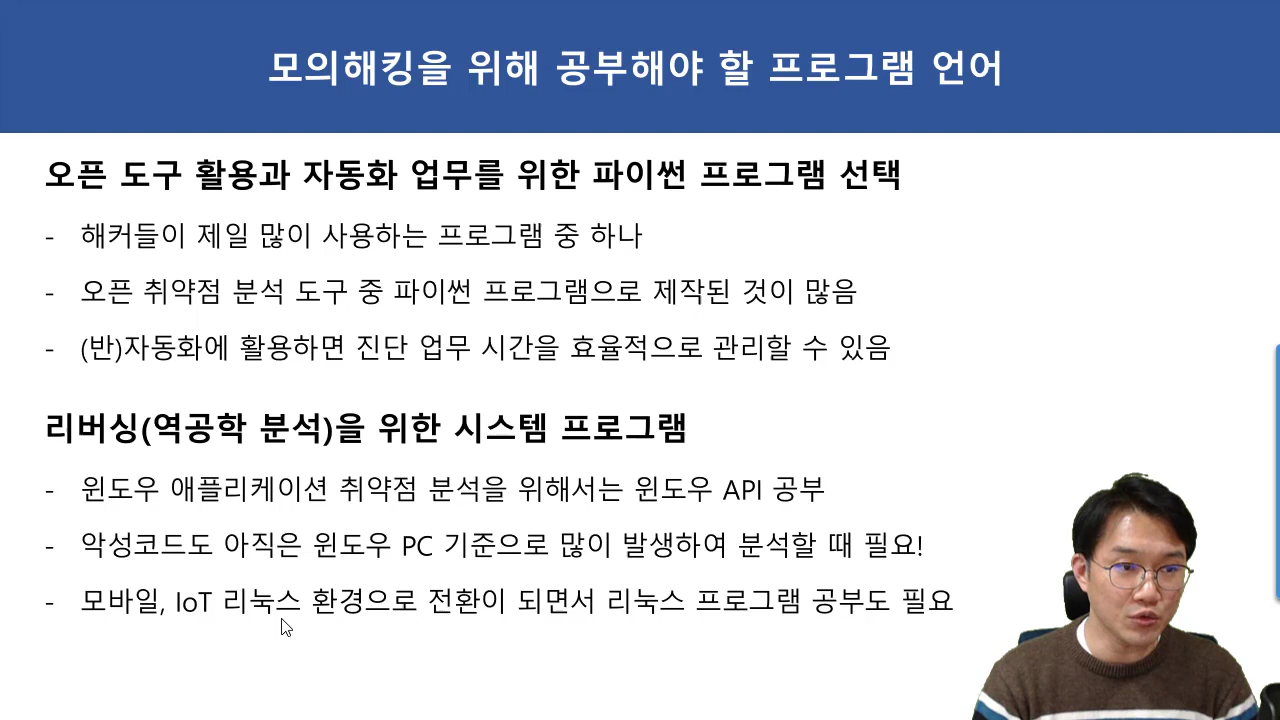 모의해킹을 위해 공부해야 할 프로그램 언어
오픈 도구 활용과 자동화 업무를 위한 파이썬 프로그램 선택
- 해커들이 제일 많이 사용하는 프로그램 중 하나
- 오픈 취약점 분석 도구 중 파이썬 프로그램으로 제작된 것이 많음
- (반)자동화에 활용하면 진단 업무 시간을 효율적으로 관리할 수 있음
리버싱(역공학 분석)을 위한 시스템 프로그램
- 윈도우 애플리케이션 취약점 분석을 위해서는 윈도우 API 공부
- 악성코드도 아직은 윈도우 PC 기준으로 많이 발생하여 분석할 때 필요!
- 모바일, IoT 리눅스 환경으로 전환이 되면서 리눅스 프로그램 공부도 필요